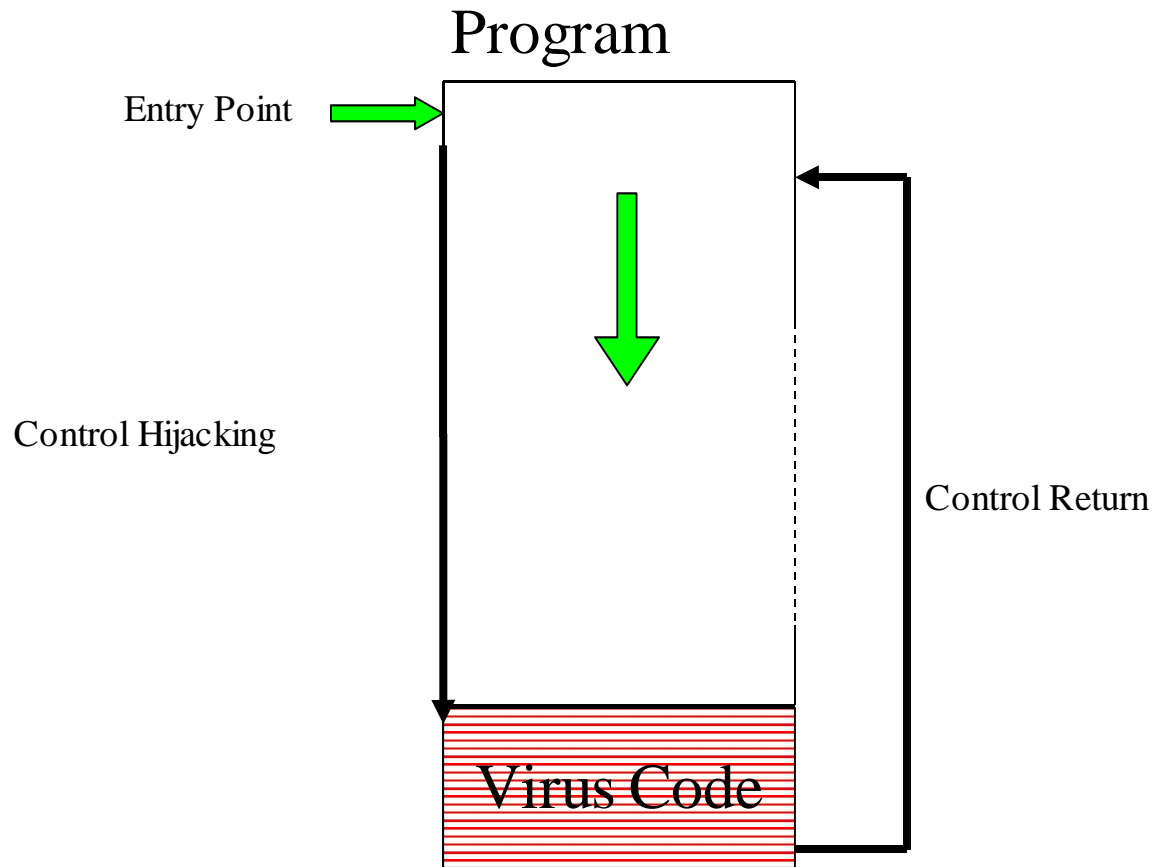 Program
Entry Point
Control Hijacking
Control Return
Virus Code